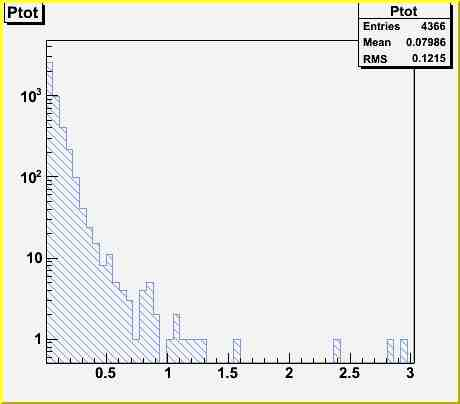 Ptot
Ptot
Entries 4366
Mean 0.07986
RMS 0.1215
10³
10²
10
1
0.5 1 1.5 2 2.5 3